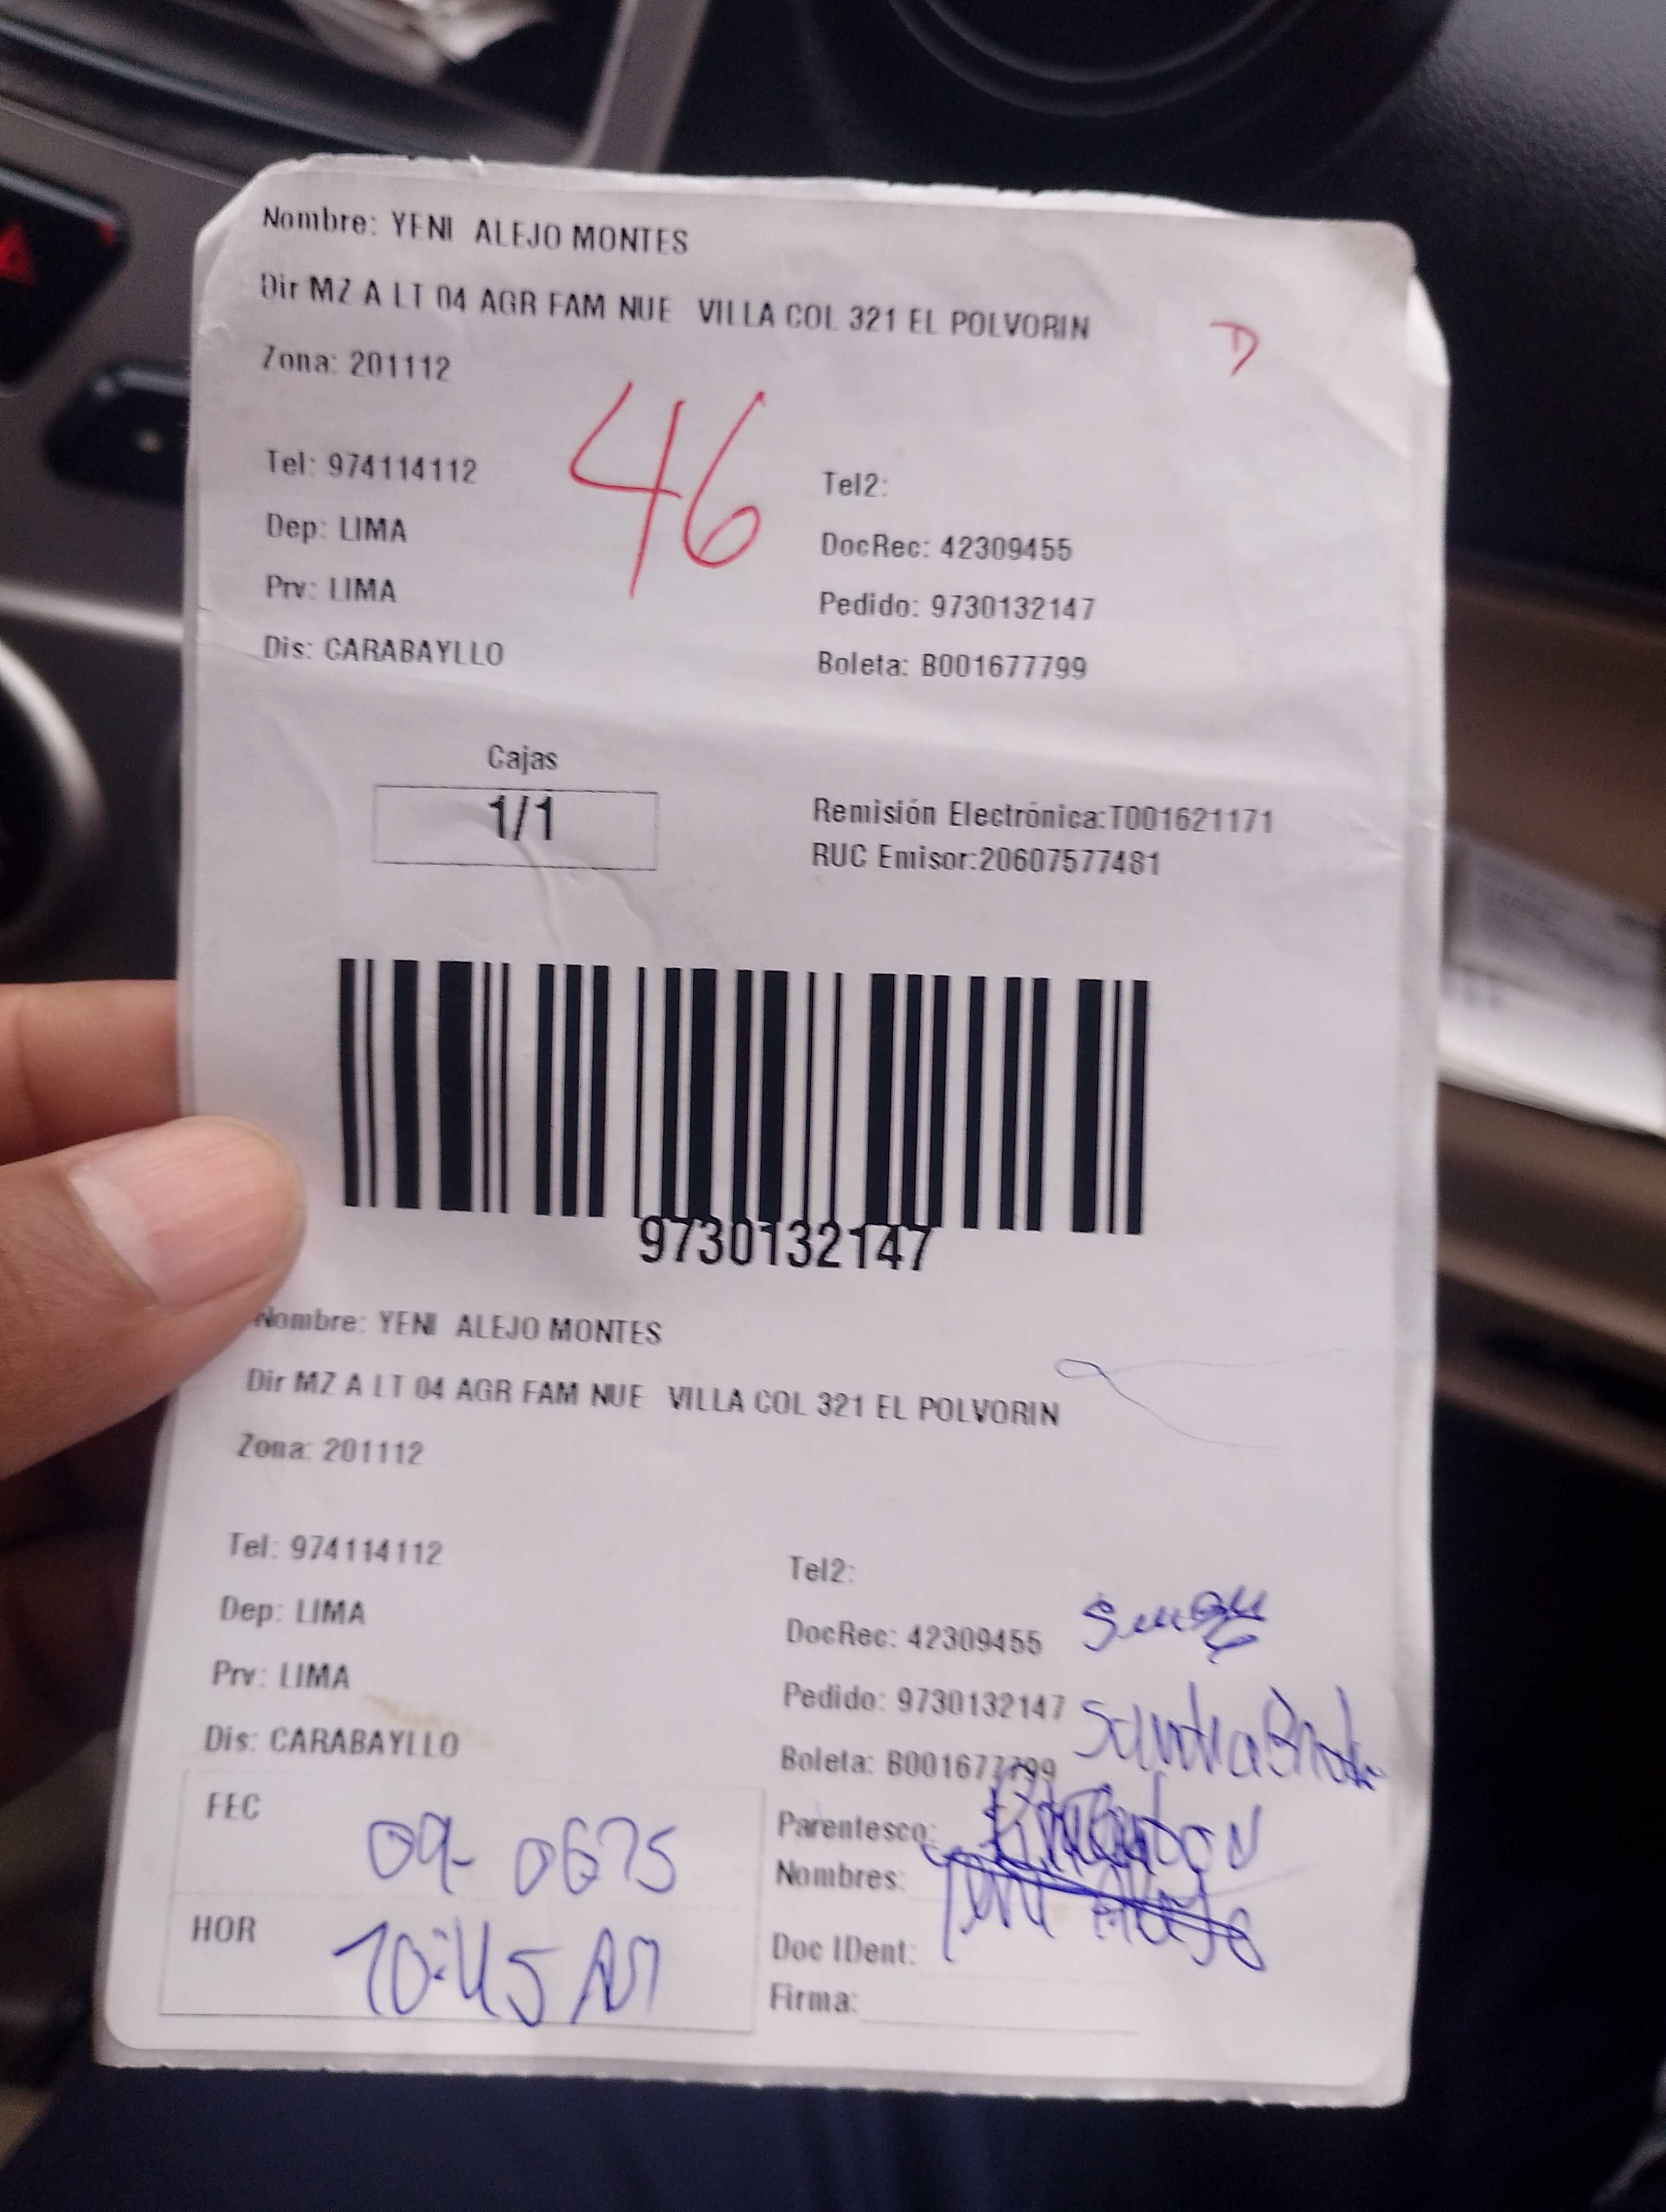 Nombre: YENI ALEJO MONTES
Dir MZ A LT 04 AGR FAM NUE VILLA COL 321 EL POLVORIN
Zona: 201112
46
Tel: 974114112
Tel2:
Dep: LIMA
DocRec: 42309455
Prv: LIMA
Pedido: 9730132147
Dis: CARABAYLLO
Boleta: B001677799
Cajas
1/1
Remisión Electrónica:T001621171
RUC Emisor:20607577481
9730132147
Nombre: YENI ALEJO MONTES
Dir MZ A LT 04 AGR FAM NUE VILLA COL 321 EL POLVORIN
Zona: 201112
Tel: 974114112
Tel2:
Dep: LIMA
DocRec: 42309455
Prv: LIMA
Pedido: 9730132147
Dis: CARABAYLLO
Boleta: B001677799
FEC
Parentesco:
Nombres:
HOR 10:45 AM
Doc IDent:
Firma: